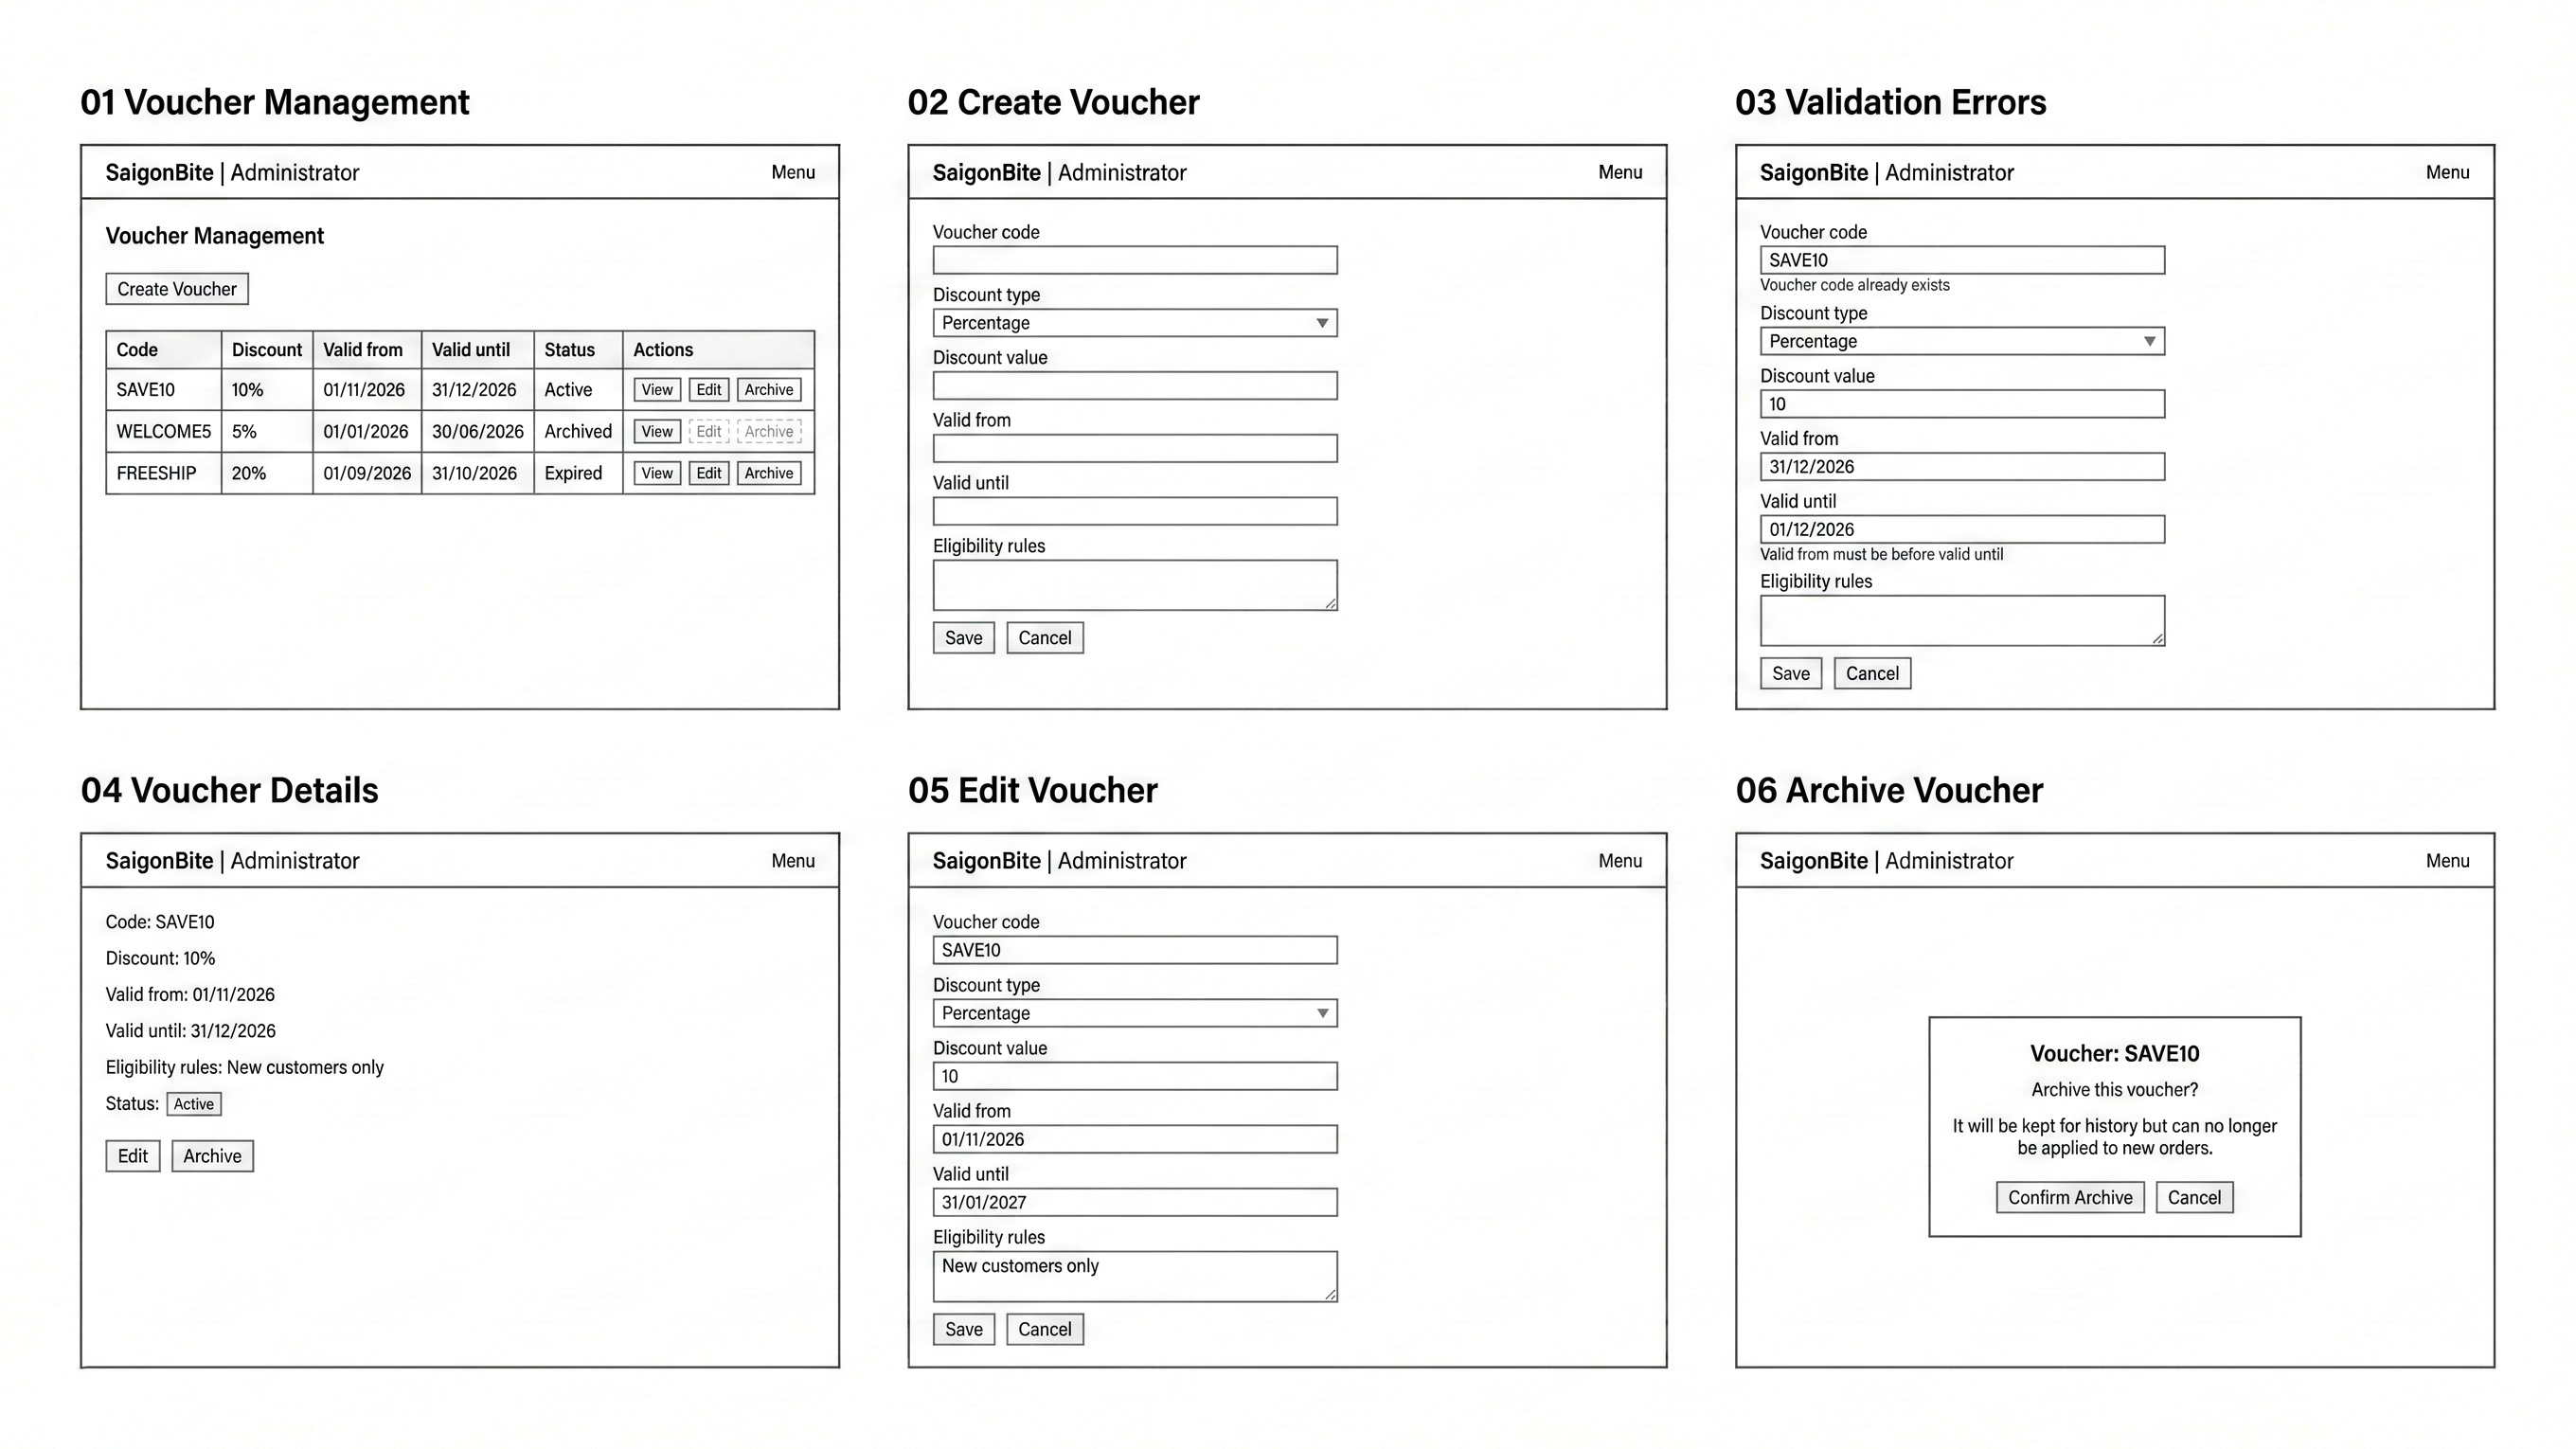 01 Voucher Management
SaigonBite | Administrator Menu
Voucher Management
Create Voucher
Code Discount Valid from Valid until Status Actions
SAVE10 10% 01/11/2026 31/12/2026 Active View Edit Archive
WELCOME5 5% 01/01/2026 30/06/2026 Archived View Edit Archive
FREESHIP 20% 01/09/2026 31/10/2026 Expired View Edit Archive
02 Create Voucher
SaigonBite | Administrator Menu
Voucher code
Discount type
Percentage
Discount value
Valid from
Valid until
Eligibility rules
Save Cancel
03 Validation Errors
SaigonBite | Administrator Menu
Voucher code
SAVE10
Voucher code already exists
Discount type
Percentage
Discount value
10
Valid from
31/12/2026
Valid until
01/12/2026
Valid from must be before valid until
Eligibility rules
Save Cancel
04 Voucher Details
SaigonBite | Administrator Menu
Code: SAVE10
Discount: 10%
Valid from: 01/11/2026
Valid until: 31/12/2026
Eligibility rules: New customers only
Status: Active
Edit Archive
05 Edit Voucher
SaigonBite | Administrator Menu
Voucher code
SAVE10
Discount type
Percentage
Discount value
10
Valid from
01/11/2026
Valid until
31/01/2027
Eligibility rules
New customers only
Save Cancel
06 Archive Voucher
SaigonBite | Administrator Menu
Voucher: SAVE10
Archive this voucher?
It will be kept for history but can no longer
be applied to new orders.
Confirm Archive Cancel